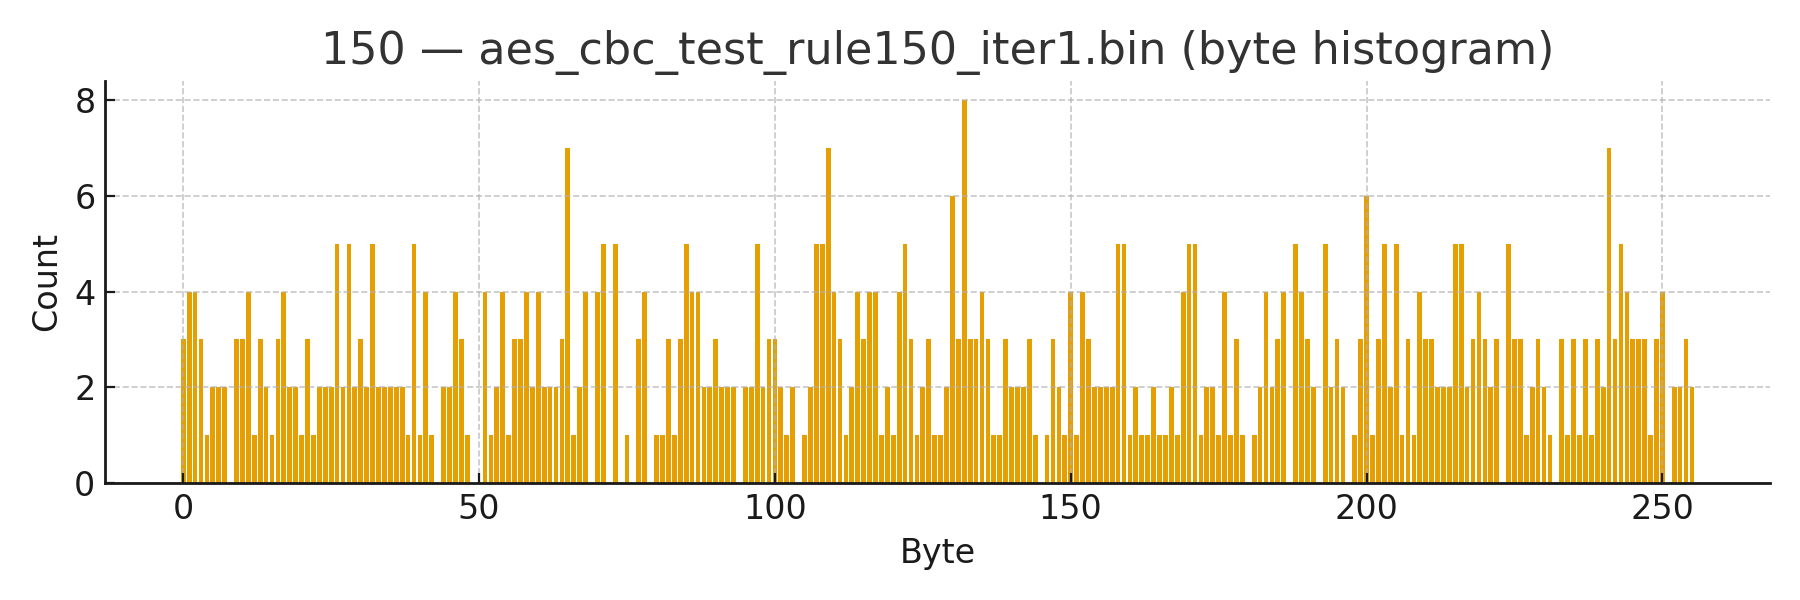 150 — aes_cbc_test_rule150_iter1.bin (byte histogram)
Count
8
6
4
2
0
0 50 100 150 200 250
Byte